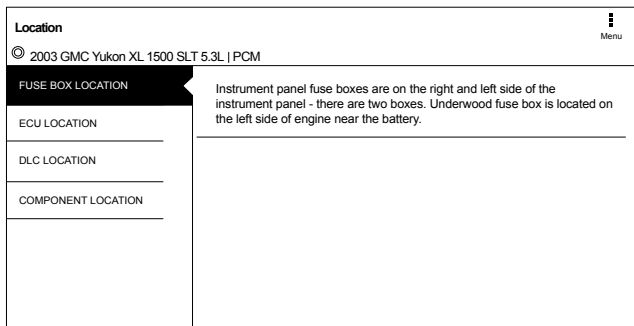 Location
Menu
2003 GMC Yukon XL 1500 SLT 5.3L | PCM
FUSE BOX LOCATION
ECU LOCATION
DLC LOCATION
COMPONENT LOCATION
Instrument panel fuse boxes are on the right and left side of the
instrument panel - there are two boxes. Underwood fuse box is located on
the left side of engine near the battery.